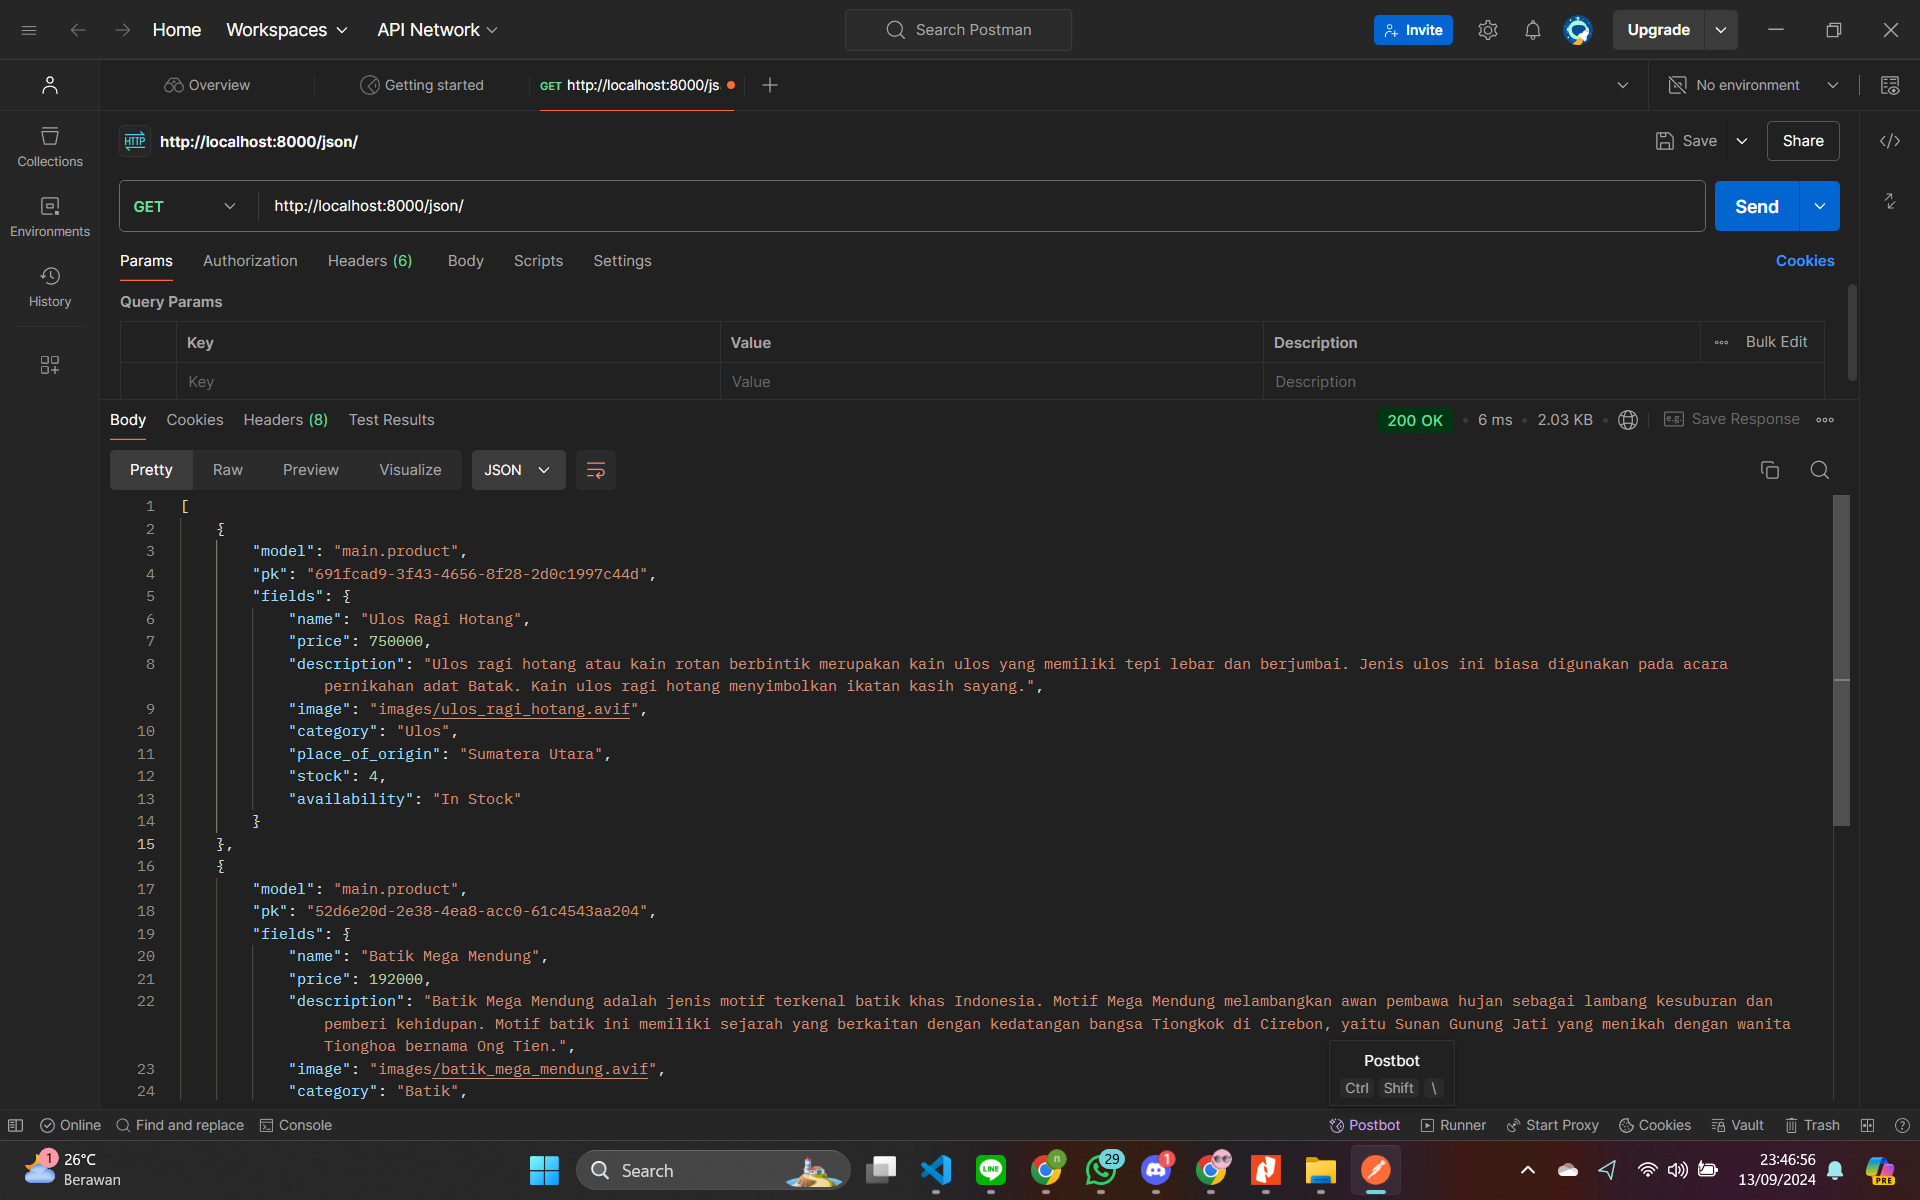 Home Workspaces API Network Search Postman Invite Upgrade
Overview Getting started GET http://localhost:8000/js No environment
HTTP http://localhost:8000/json/ Save Share
Collections
Environments
History
GET http://localhost:8000/json/ Send
Params Authorization Headers (6) Body Scripts Settings Cookies
Query Params
Key Value Description Bulk Edit
Key Value Description
Body Cookies Headers (8) Test Results 200 OK 6 ms 2.03 KB e.g. Save Response
Pretty Raw Preview Visualize JSON
1 [
2 {
3 "model": "main.product",
4 "pk": "691fcad9-3f43-4656-8f28-2d0c1997c44d",
5 "fields": {
6 "name": "Ulos Ragi Hotang",
7 "price": 750000,
8 "description": "Ulos ragi hotang atau kain rotan berbintik merupakan kain ulos yang memiliki tepi lebar dan berjumbai. Jenis ulos ini biasa digunakan pada acara
pernikahan adat Batak. Kain ulos ragi hotang menyimbolkan ikatan kasih sayang.",
9 "image": "images/ulos_ragi_hotang.avif",
10 "category": "Ulos",
11 "place_of_origin": "Sumatera Utara",
12 "stock": 4,
13 "availability": "In Stock"
14 }
15 },
16 {
17 "model": "main.product",
18 "pk": "52d6e20d-2e38-4ea8-acc0-61c4543aa204",
19 "fields": {
20 "name": "Batik Mega Mendung",
21 "price": 192000,
22 "description": "Batik Mega Mendung adalah jenis motif terkenal batik khas Indonesia. Motif Mega Mendung melambangkan awan pembawa hujan sebagai lambang kesuburan dan
pemberi kehidupan. Motif batik ini memiliki sejarah yang berkaitan dengan kedatangan bangsa Tiongkok di Cirebon, yaitu Sunan Gunung Jati yang menikah dengan wanita
Tionghoa bernama Ong Tien.",
23 "image": "images/batik_mega_mendung.avif",
24 "category": "Batik",
Postbot
Ctrl Shift \
Online Find and replace Console Postbot Runner Start Proxy Cookies Vault Trash
1 26°C
Berawan
Search
LINE
n
29
1
PRE
23:46:56
13/09/2024